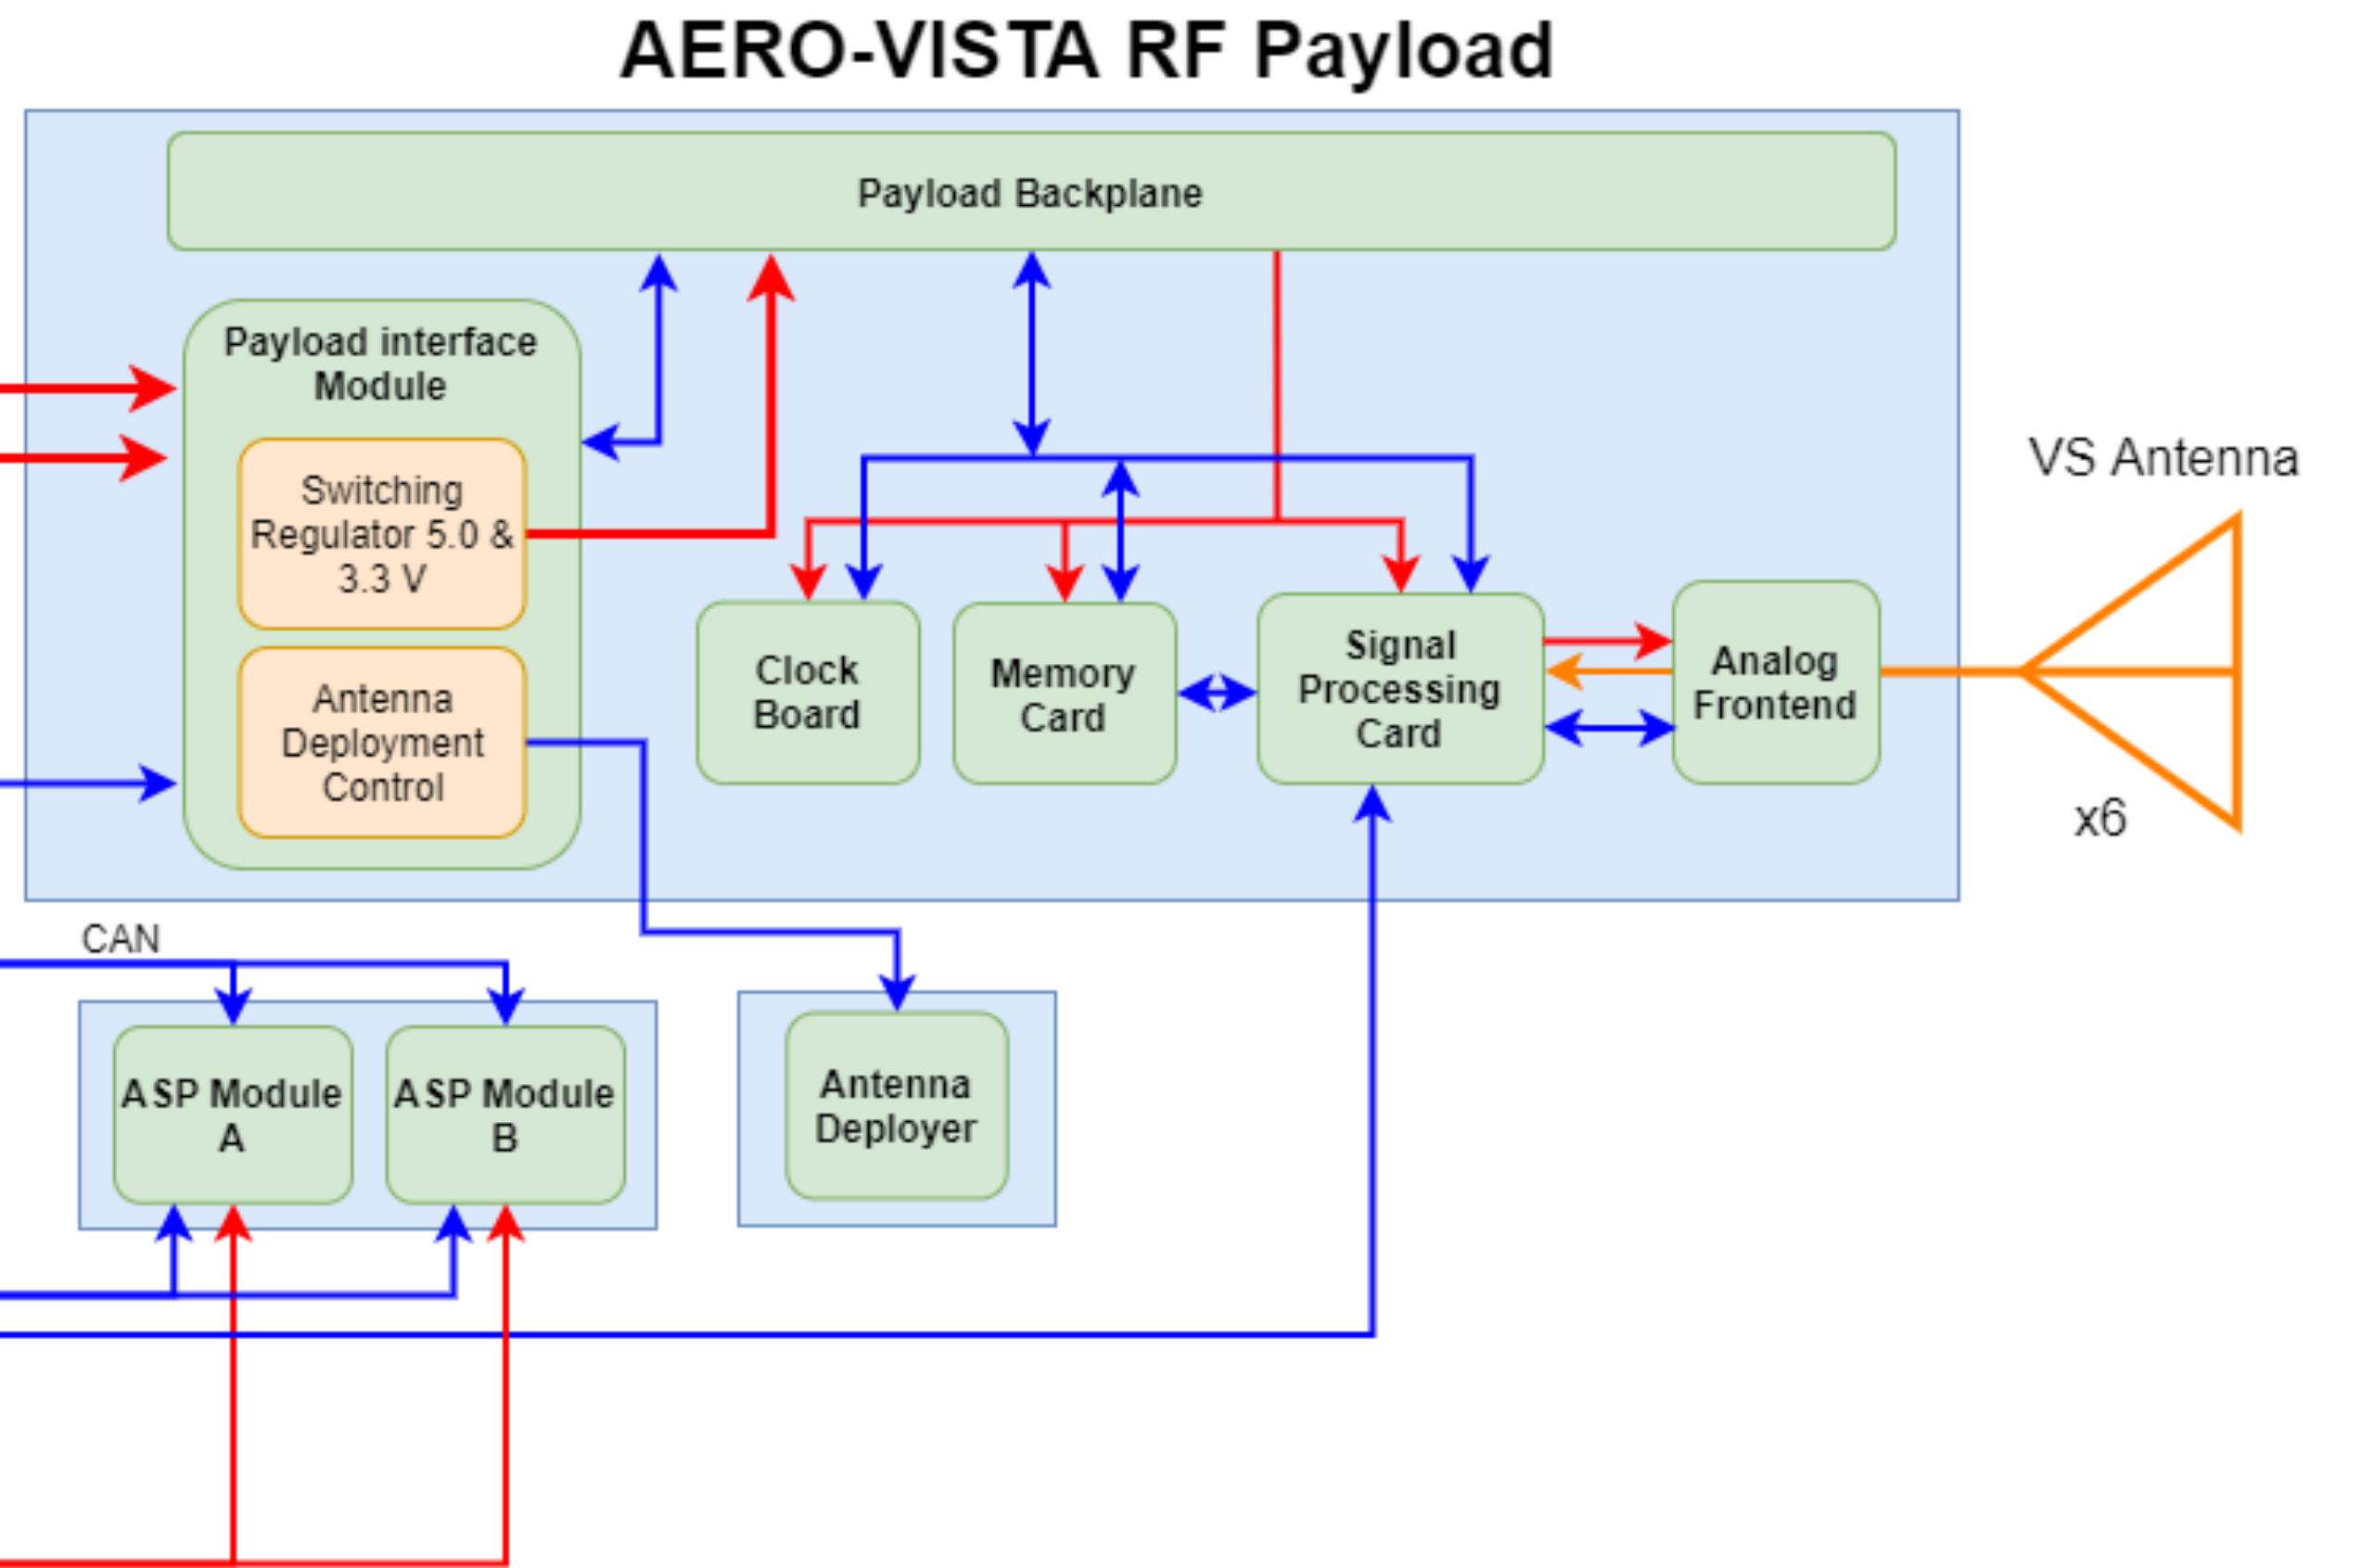 AERO-VISTA RF Payload
Payload Backplane
Payload interface
Module
Switching
Regulator 5.0 &
3.3 V
Antenna
Deployment
Control
Clock
Board
Memory
Card
Signal
Processing
Card
Analog
Frontend
VS Antenna
x6
CAN
ASP Module
A
ASP Module
B
Antenna
Deployer